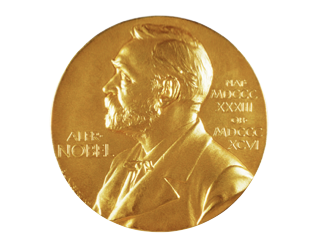 ALFR·
NOBEL
NAT·
MDCCC
XXXIII
OB·
MDCCC
XCVI